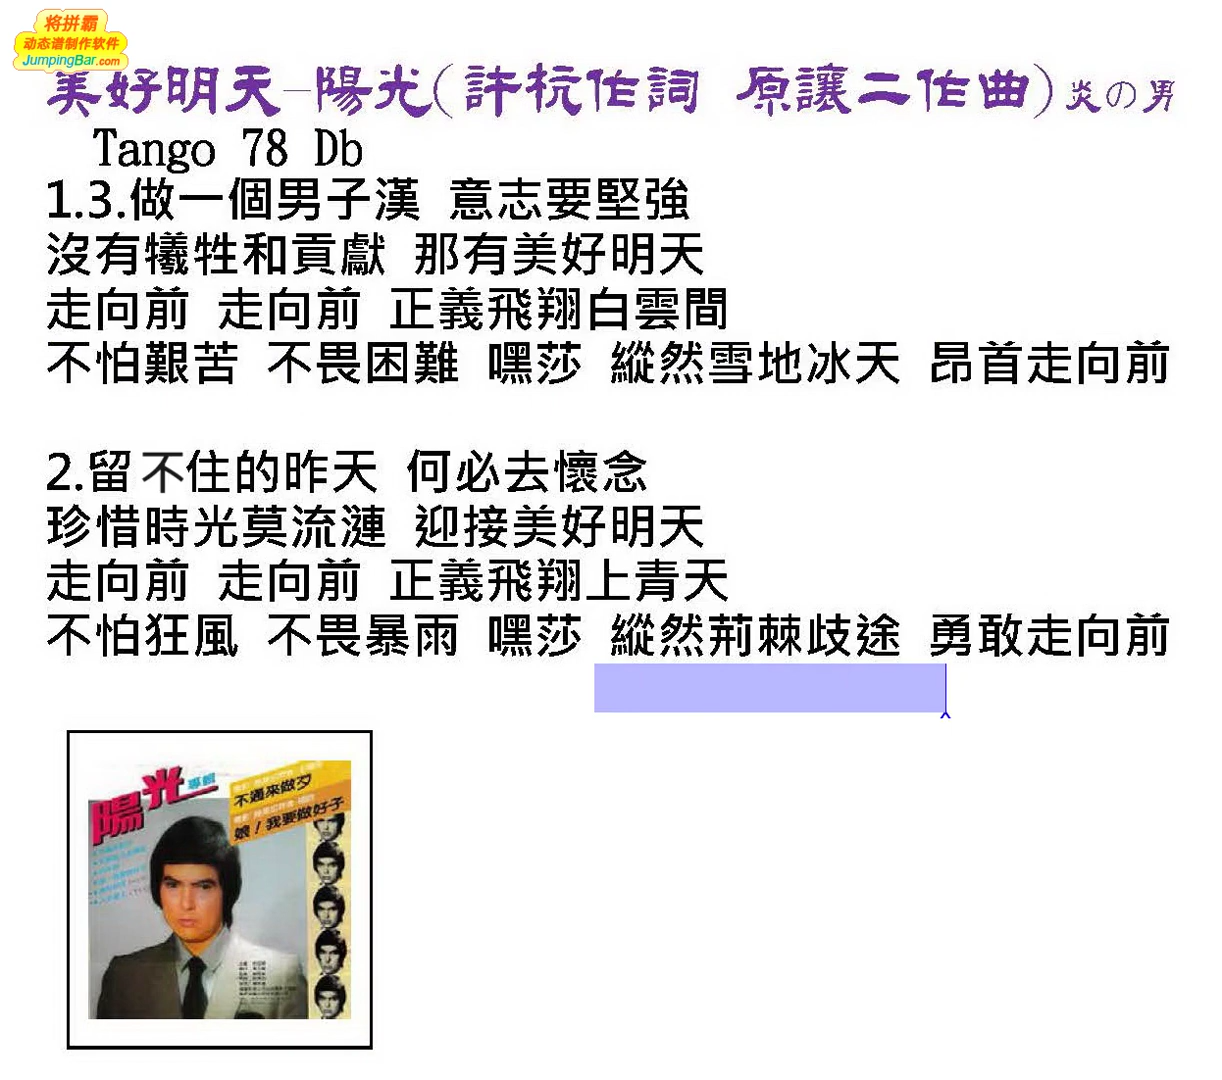 将拼霸
动态谱制作软件
JumpingBar.com
美好明天-陽光(許杭作詞 原讓二作曲)炎の男
Tango 78 Db
1.3.做一個男子漢 意志要堅強
沒有犧牲和貢獻 那有美好明天
走向前 走向前 正義飛翔白雲間
不怕艱苦 不畏困難 嘿莎 縱然雪地冰天 昂首走向前
2.留不住的昨天 何必去懷念
珍惜時光莫流漣 迎接美好明天
走向前 走向前 正義飛翔上青天
不怕狂風 不畏暴雨 嘿莎 縱然荊棘歧途 勇敢走向前
陽光專輯
不通來做歹
娘!我要做好子